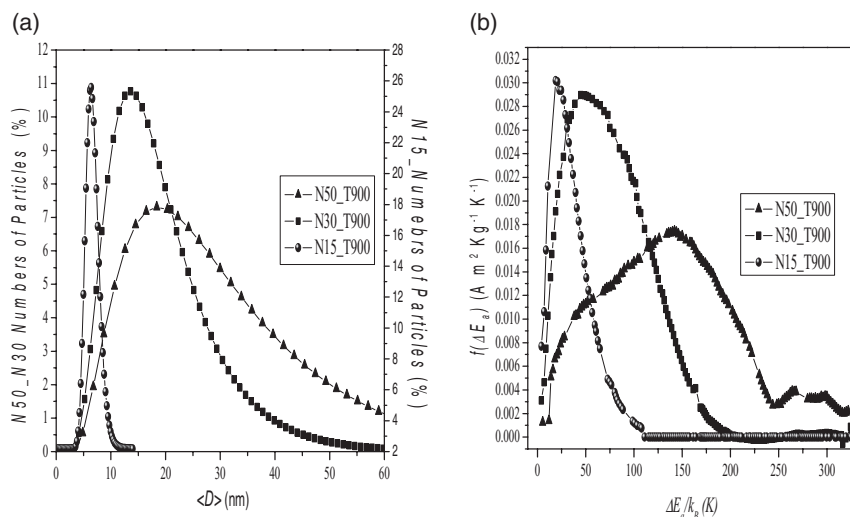 (a)
(b)
12
11
10
9
8
7
6
5
4
3
2
1
0
N50_N30 Numbers of Particles (%)
28
26
24
22
20
18
16
14
12
10
8
6
4
2
N15_Numebrs of Particles (%)
N50_T900
N30_T900
N15_T900
0 10 20 30 40 50 60
<D> (nm)
0.032
0.030
0.028
0.026
0.024
0.022
0.020
0.018
0.016
0.014
0.012
0.010
0.008
0.006
0.004
0.002
0.000
f(ΔEa) (A m² Kg⁻¹ K⁻¹)
N50_T900
N30_T900
N15_T900
0 50 100 150 200 250 300
ΔEa/kB (K)